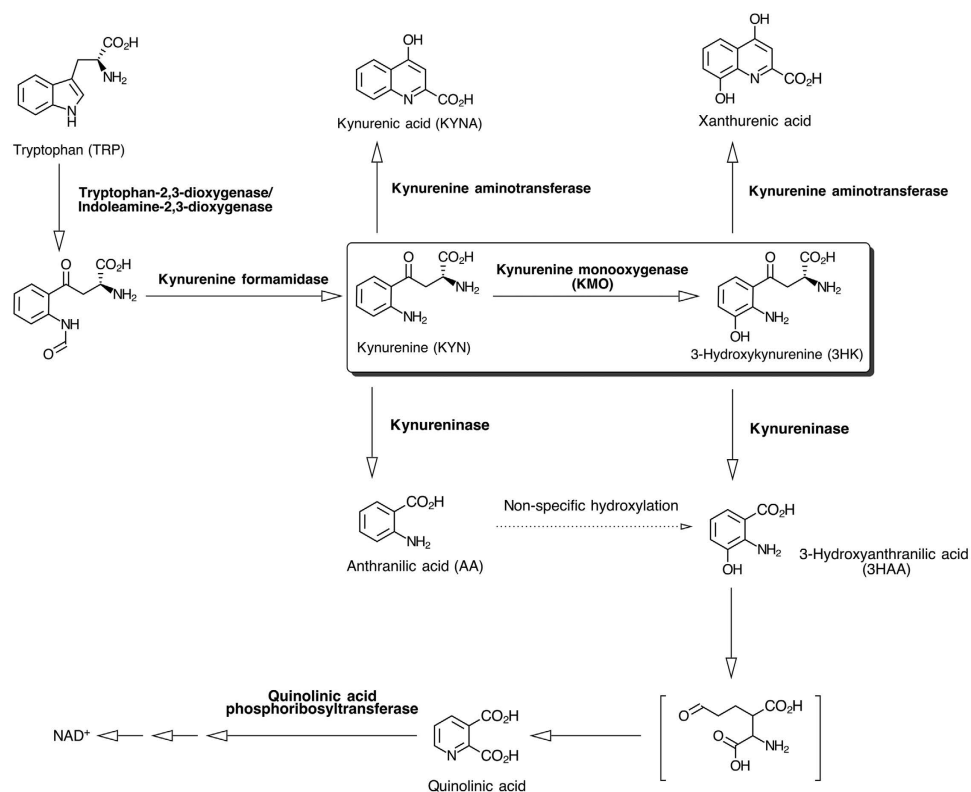 OH
OH
CO₂H
NH₂
N
H
Tryptophan (TRP)
N
CO₂H
Kynurenic acid (KYNA)
N
CO₂H
OH
Xanthurenic acid
Tryptophan-2,3-dioxygenase/
Indoleamine-2,3-dioxygenase
Kynurenine aminotransferase
Kynurenine aminotransferase
O
CO₂H
NH₂
NH
O
Kynurenine formamidase
O
CO₂H
NH₂
NH₂
Kynurenine (KYN)
Kynurenine monooxygenase
(KMO)
O
CO₂H
NH₂
NH₂
OH
3-Hydroxykynurenine (3HK)
Kynureninase
Kynureninase
CO₂H
NH₂
Anthranilic acid (AA)
Non-specific hydroxylation
CO₂H
NH₂
OH
3-Hydroxyanthranilic acid
(3HAA)
O
CO₂H
O
NH₂
OH
CO₂H
N
CO₂H
Quinolinic acid
Quinolinic acid
phosphoribosyltransferase
NAD⁺